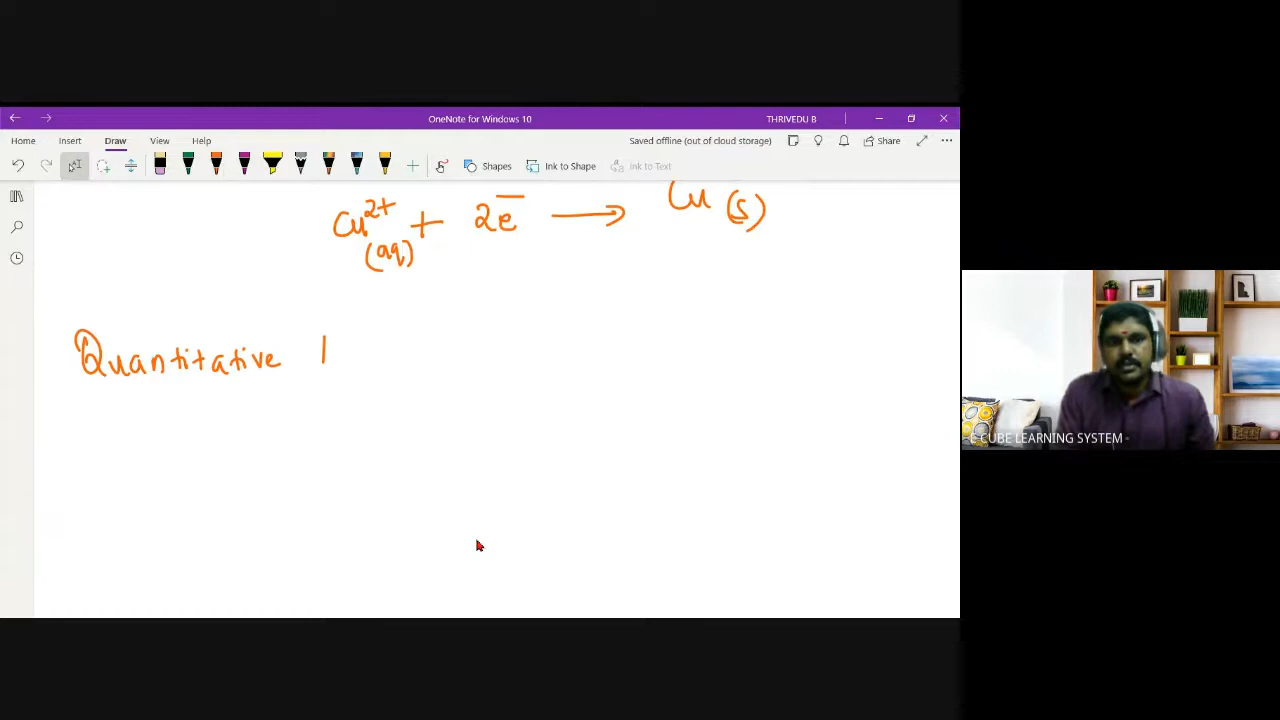 OneNote for Windows 10
THRIVEDU B
Home Insert Draw View Help
Saved offline (out of cloud storage)
Share
Shapes Ink to Shape Ink to Text
Cu²⁺ + 2e⁻ → Cu (s)
(aq)
Quantitative
E CUBE LEARNING SYSTEM